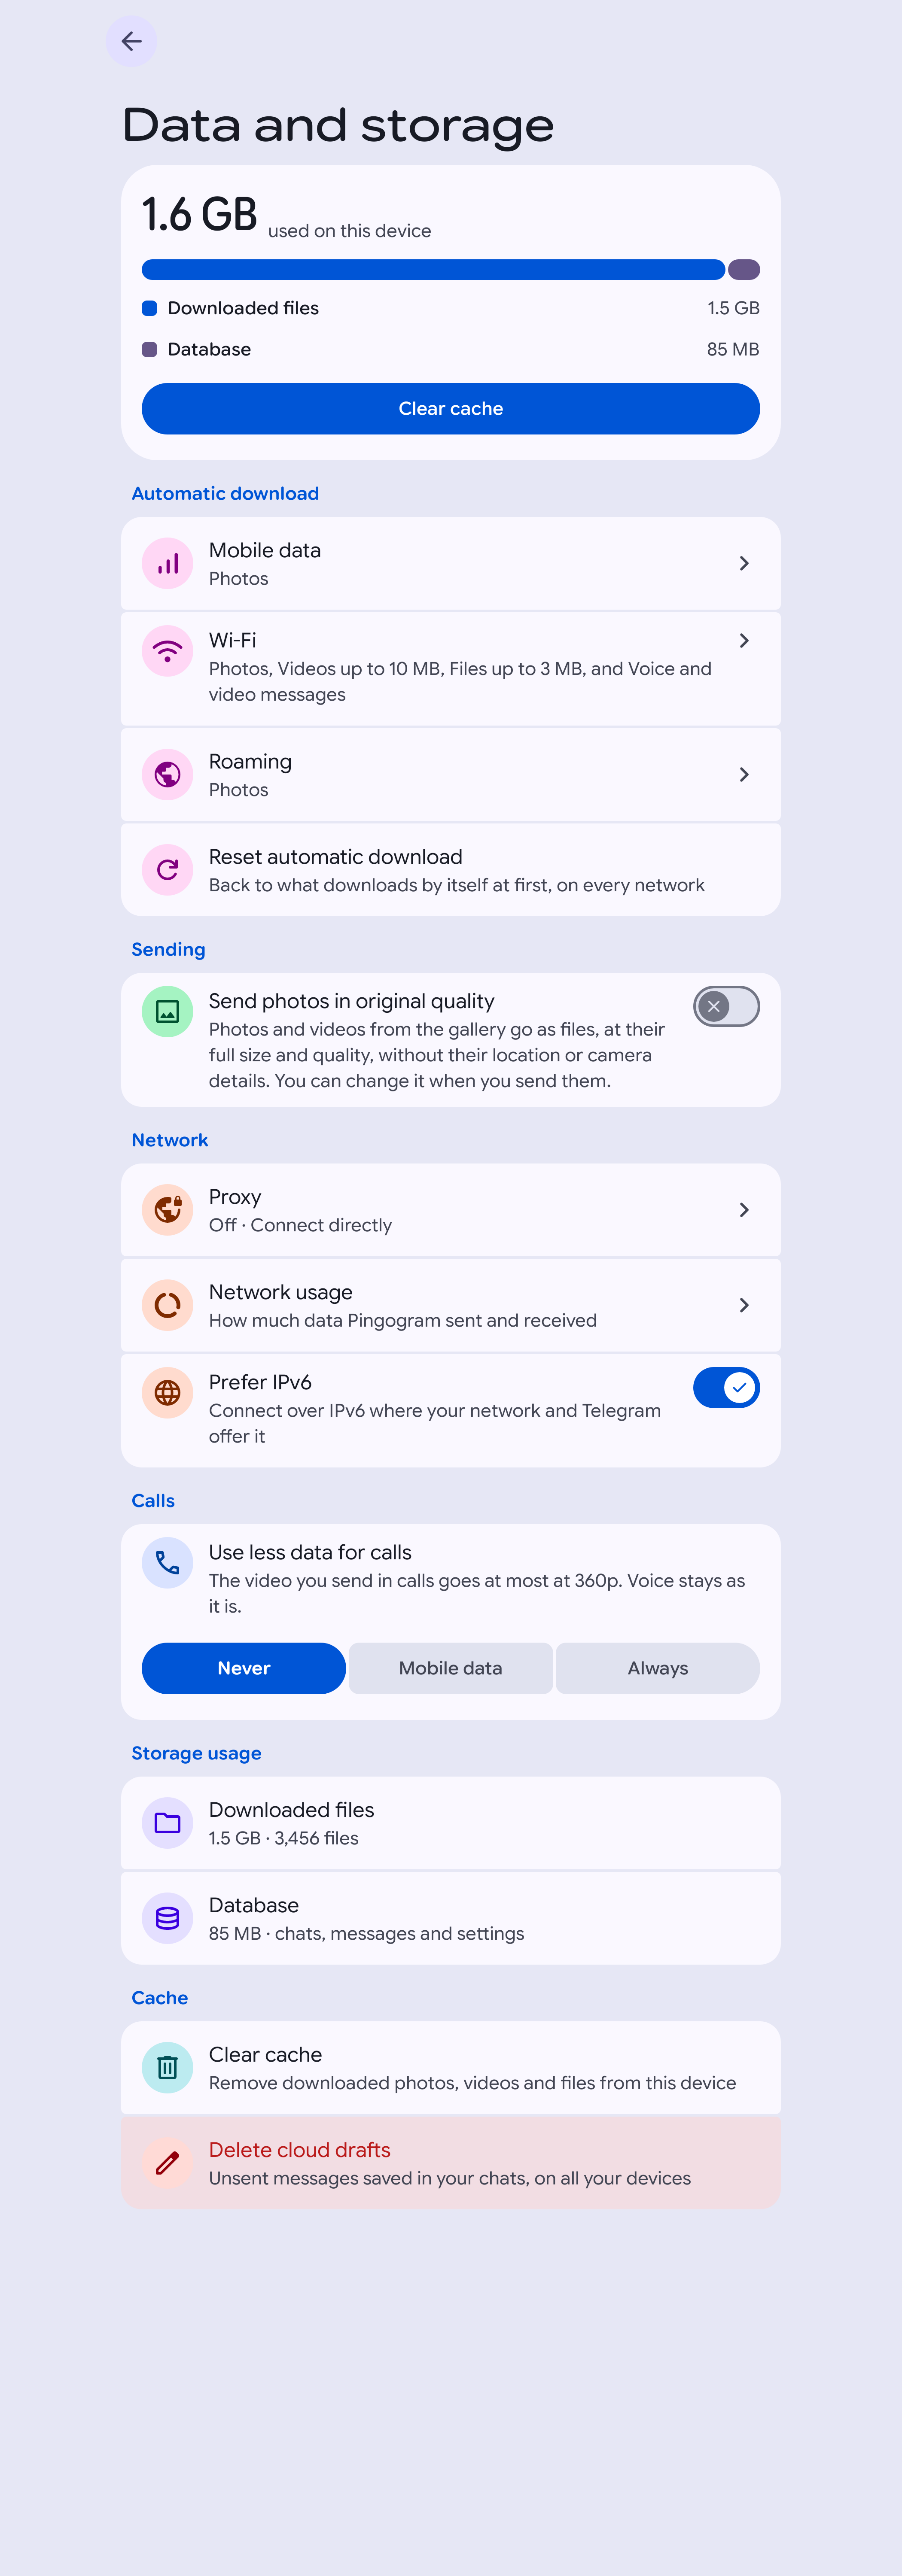 Data and storage
1.6 GB used on this device
Downloaded files 1.5 GB
Database 85 MB
Clear cache
Automatic download
Mobile data
Photos
Wi-Fi
Photos, Videos up to 10 MB, Files up to 3 MB, and Voice and
video messages
Roaming
Photos
Reset automatic download
Back to what downloads by itself at first, on every network
Sending
Send photos in original quality
Photos and videos from the gallery go as files, at their
full size and quality, without their location or camera
details. You can change it when you send them.
Network
Proxy
Off · Connect directly
Network usage
How much data Pingogram sent and received
Prefer IPv6
Connect over IPv6 where your network and Telegram
offer it
Calls
Use less data for calls
The video you send in calls goes at most at 360p. Voice stays as
it is.
Never Mobile data Always
Storage usage
Downloaded files
1.5 GB · 3,456 files
Database
85 MB · chats, messages and settings
Cache
Clear cache
Remove downloaded photos, videos and files from this device
Delete cloud drafts
Unsent messages saved in your chats, on all your devices